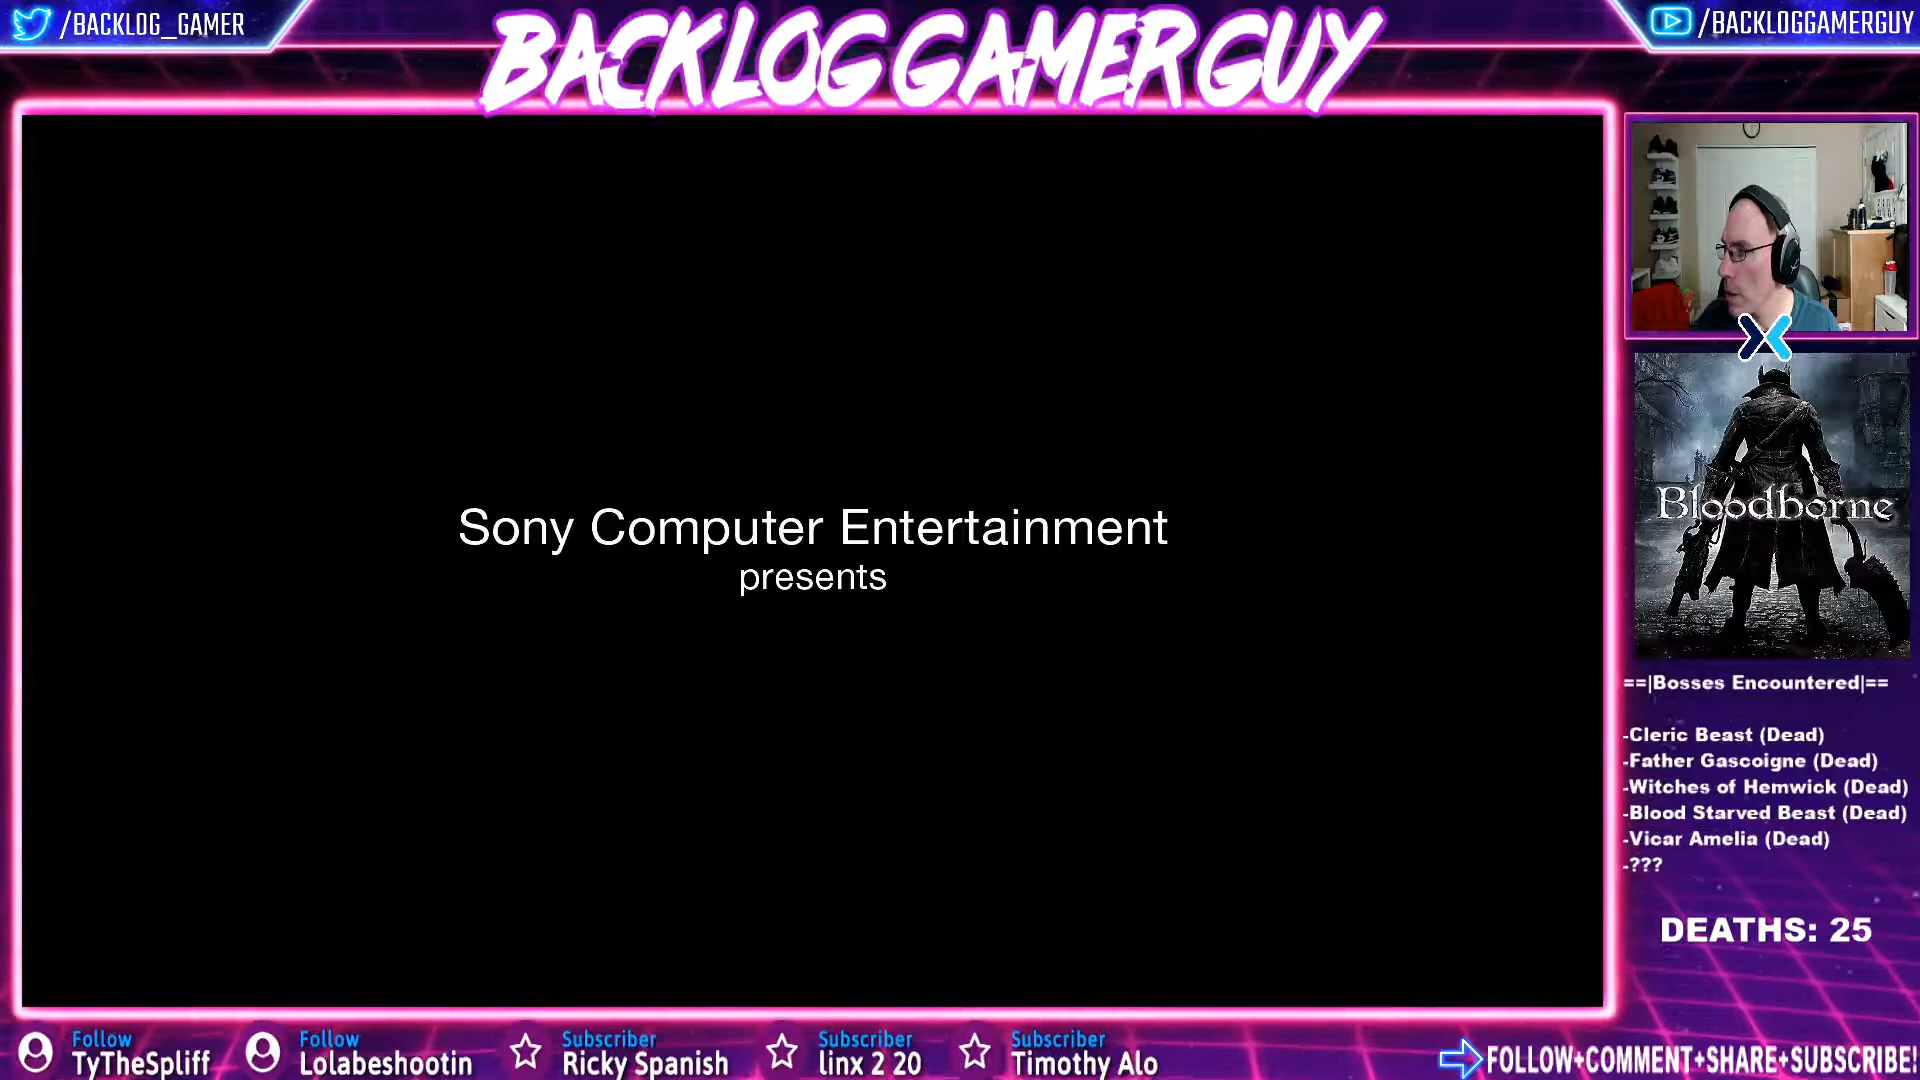 /BACKLOG_GAMER
BACKLOGGAMERGUY
/BACKLOGGAMERGUY
Sony Computer Entertainment
presents
Bloodborne
==|Bosses Encountered|==
-Cleric Beast (Dead)
-Father Gascoigne (Dead)
-Witches of Hemwick (Dead)
-Blood Starved Beast (Dead)
-Vicar Amelia (Dead)
-???
DEATHS: 25
Follow
TyTheSpliff
Follow
Lolabeshootin
Subscriber
Ricky Spanish
Subscriber
linx 2 20
Subscriber
Timothy Alo
FOLLOW+COMMENT+SHARE+SUBSCRIBE!